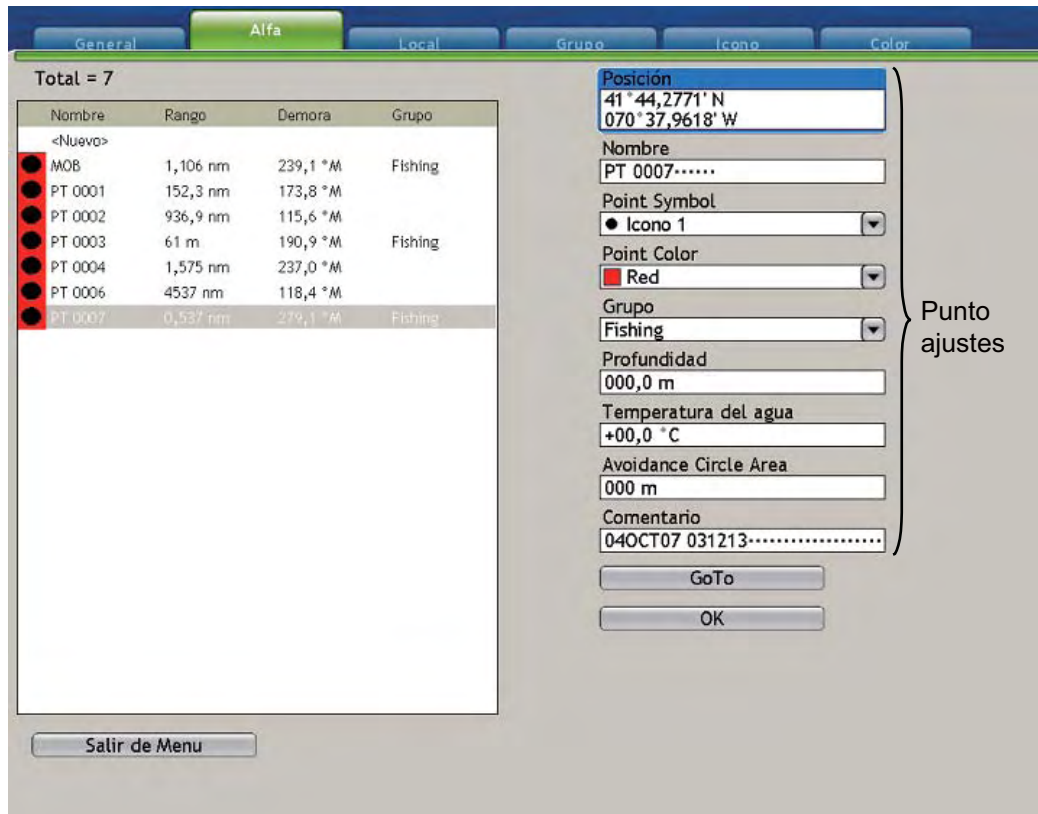 General Alfa Local Grupo Icono Color
Total = 7
Nombre Rango Demora Grupo
<Nuevo>
MOB 1,106 nm 239,1 °M Fishing
PT 0001 152,3 nm 173,8 °M
PT 0002 936,9 nm 115,6 °M
PT 0003 61 m 190,9 °M Fishing
PT 0004 1,575 nm 237,0 °M
PT 0006 4537 nm 118,4 °M
PT 0007 0,537 nm 279,1 °M Fishing
Salir de Menu
Posición
41°44,2771' N
070°37,9618' W
Nombre
PT 0007······
Point Symbol
Icono 1
Point Color
Red
Grupo
Fishing
Profundidad
000,0 m
Temperatura del agua
+00,0 °C
Avoidance Circle Area
000 m
Comentario
04OCT07 031213···················
GoTo
OK
Punto
ajustes